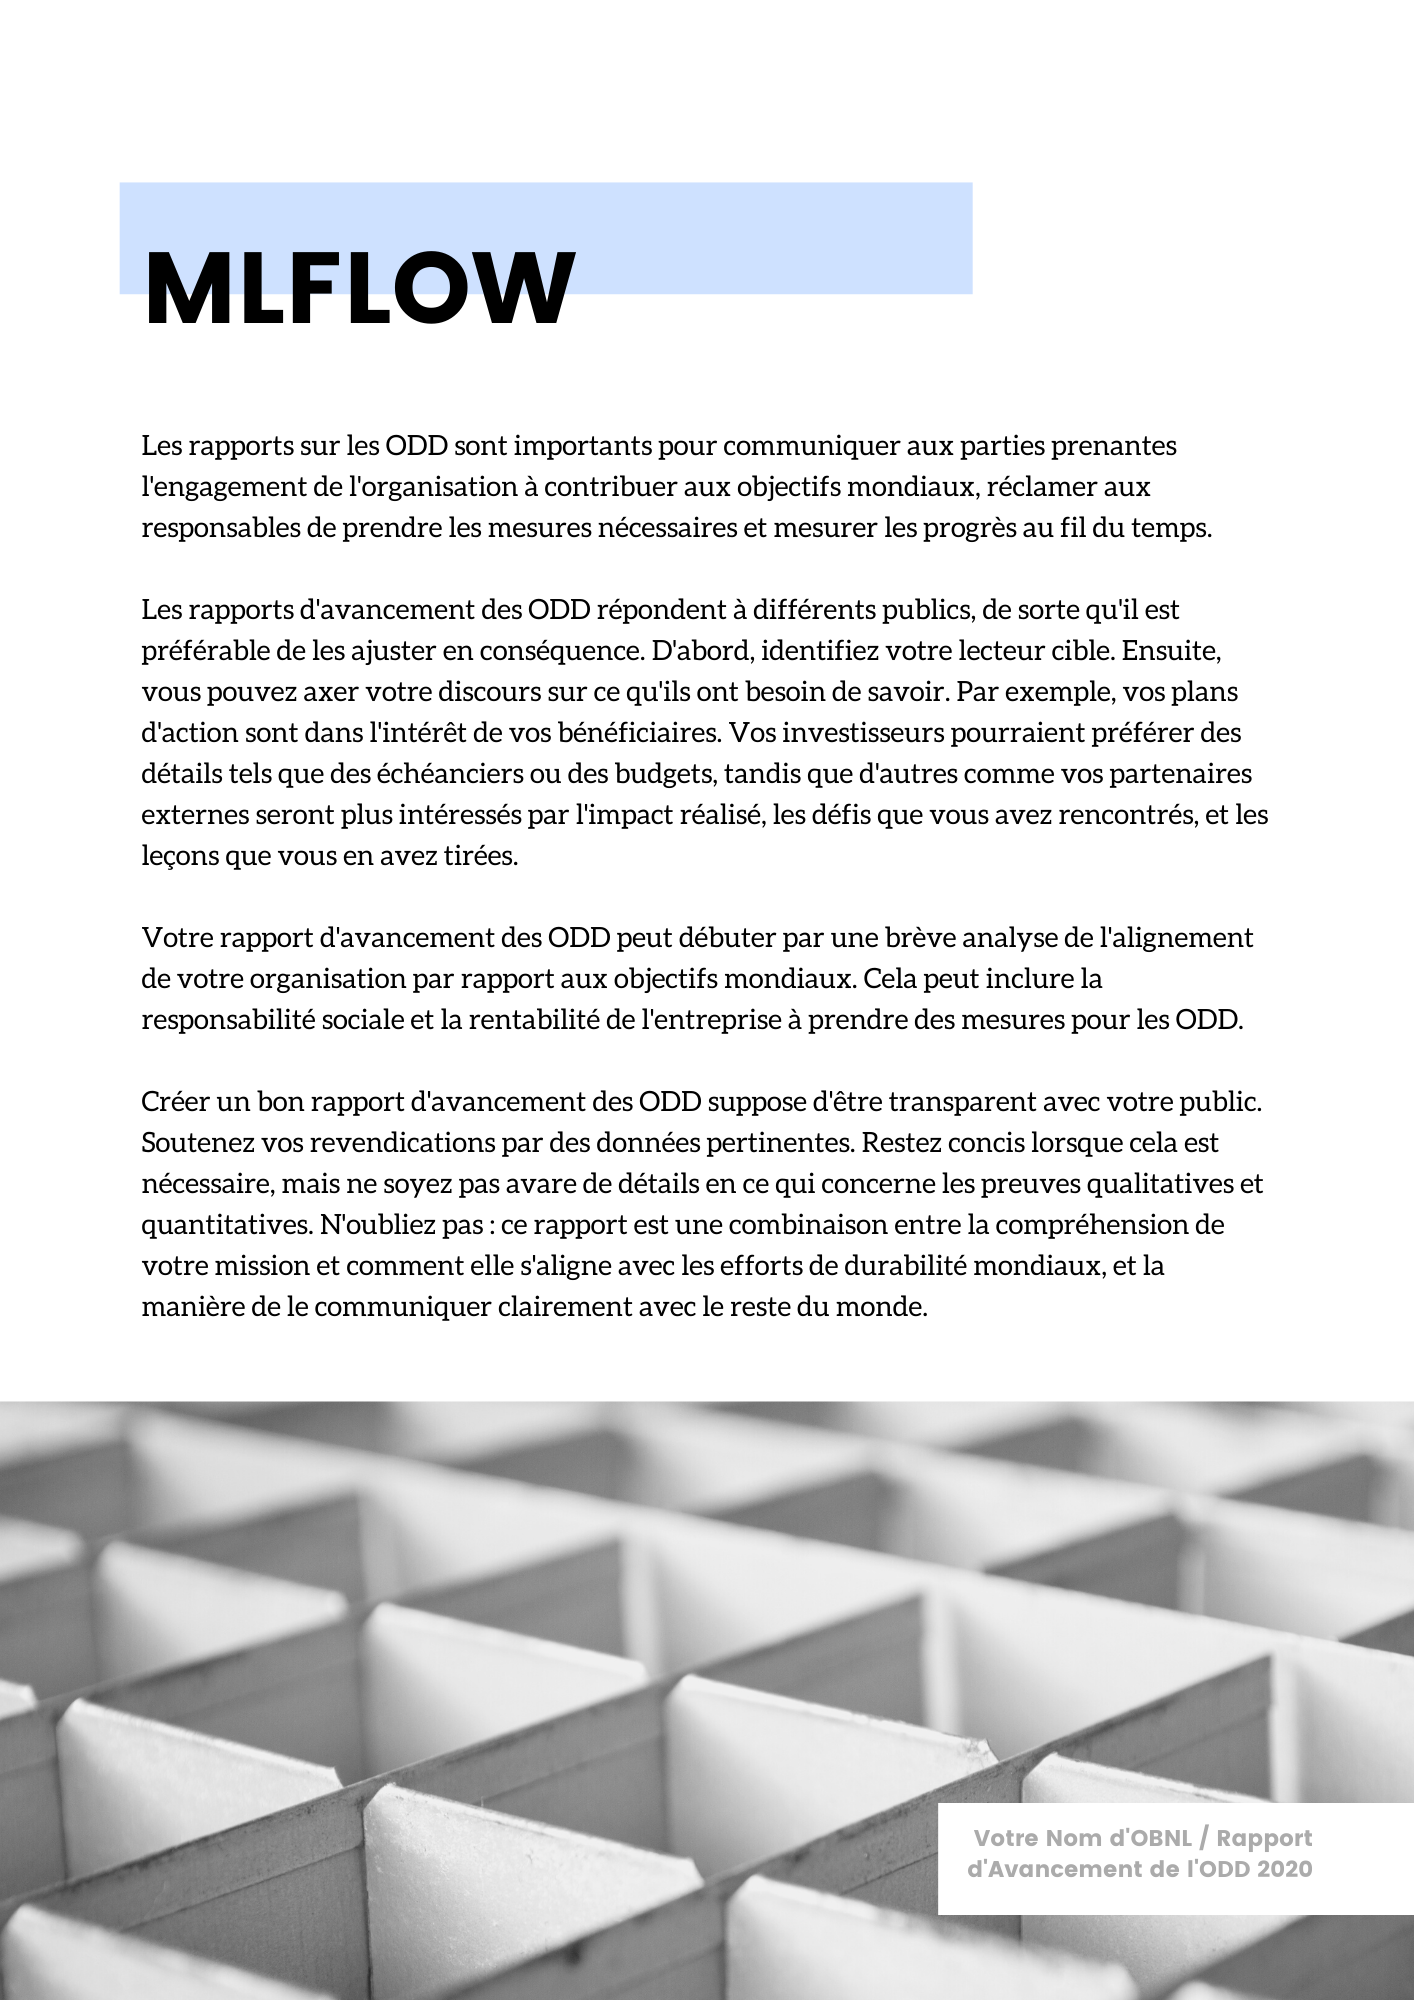 MLFLOW
Les rapports sur les ODD sont importants pour communiquer aux parties prenantes
l'engagement de l'organisation à contribuer aux objectifs mondiaux, réclamer aux
responsables de prendre les mesures nécessaires et mesurer les progrès au fil du temps.
Les rapports d'avancement des ODD répondent à différents publics, de sorte qu'il est
préférable de les ajuster en conséquence. D'abord, identifiez votre lecteur cible. Ensuite,
vous pouvez axer votre discours sur ce qu'ils ont besoin de savoir. Par exemple, vos plans
d'action sont dans l'intérêt de vos bénéficiaires. Vos investisseurs pourraient préférer des
détails tels que des échéanciers ou des budgets, tandis que d'autres comme vos partenaires
externes seront plus intéressés par l'impact réalisé, les défis que vous avez rencontrés, et les
leçons que vous en avez tirées.
Votre rapport d'avancement des ODD peut débuter par une brève analyse de l'alignement
de votre organisation par rapport aux objectifs mondiaux. Cela peut inclure la
responsabilité sociale et la rentabilité de l'entreprise à prendre des mesures pour les ODD.
Créer un bon rapport d'avancement des ODD suppose d'être transparent avec votre public.
Soutenez vos revendications par des données pertinentes. Restez concis lorsque cela est
nécessaire, mais ne soyez pas avare de détails en ce qui concerne les preuves qualitatives et
quantitatives. N'oubliez pas : ce rapport est une combinaison entre la compréhension de
votre mission et comment elle s'aligne avec les efforts de durabilité mondiaux, et la
manière de le communiquer clairement avec le reste du monde.
Votre Nom d'OBNL / Rapport
d'Avancement de l'ODD 2020